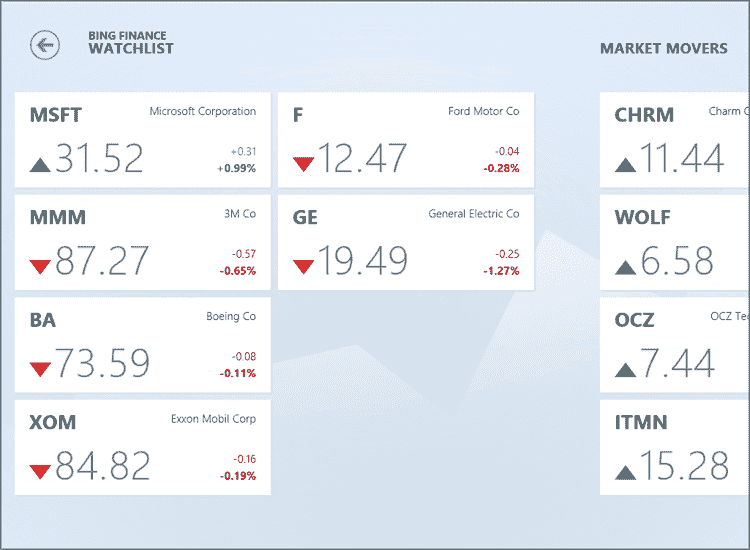 BING FINANCE
WATCHLIST
MARKET MOVERS
MSFT Microsoft Corporation
31.52 +0.31
+0.99%
MMM 3M Co
87.27 -0.57
-0.65%
BA Boeing Co
73.59 -0.08
-0.11%
XOM Exxon Mobil Corp
84.82 -0.16
-0.19%
F Ford Motor Co
12.47 -0.04
-0.28%
GE General Electric Co
19.49 -0.25
-1.27%
CHRM Charm
11.44
WOLF
6.58
OCZ OCZ
7.44
ITMN
15.28